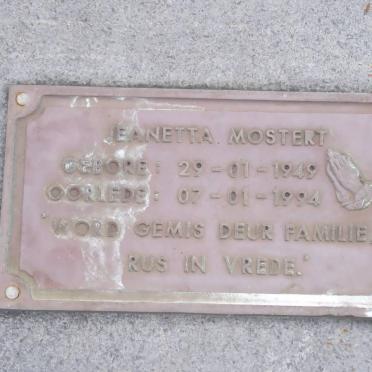 JEANETTA MOSTERT
GEBORE: 29-01-1949
OORLEDE: 07-01-1994
"WORD GEMIS DEUR FAMILIE,
RUS IN VREDE."